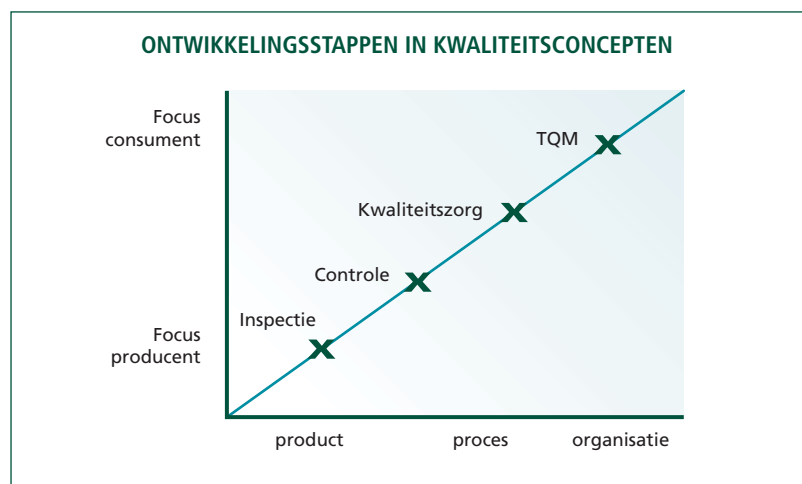 ONTWIKKELINGSSTAPPEN IN KWALITEITSCONCEPTEN
Focus
consument
TQM
Kwaliteitszorg
Controle
Inspectie
Focus
producent
product
proces
organisatie